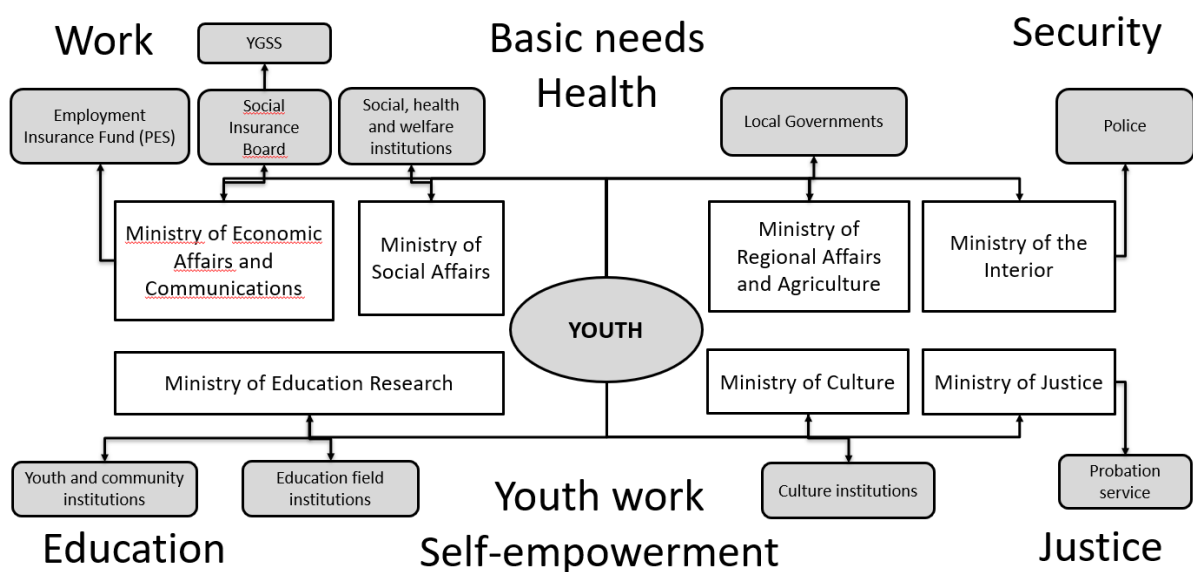 Work
YGSS
Basic needs
Health
Security
Employment
Insurance Fund (PES)
Social
Insurance
Board
Social, health
and welfare
institutions
Local Governments
Police
Ministry of Economic
Affairs and
Communications
Ministry of
Social Affairs
Ministry of
Regional Affairs
and Agriculture
Ministry of the
Interior
YOUTH
Ministry of Education Research
Ministry of Culture
Ministry of Justice
Youth and community
institutions
Education field
institutions
Culture institutions
Probation
service
Education
Youth work
Self-empowerment
Justice